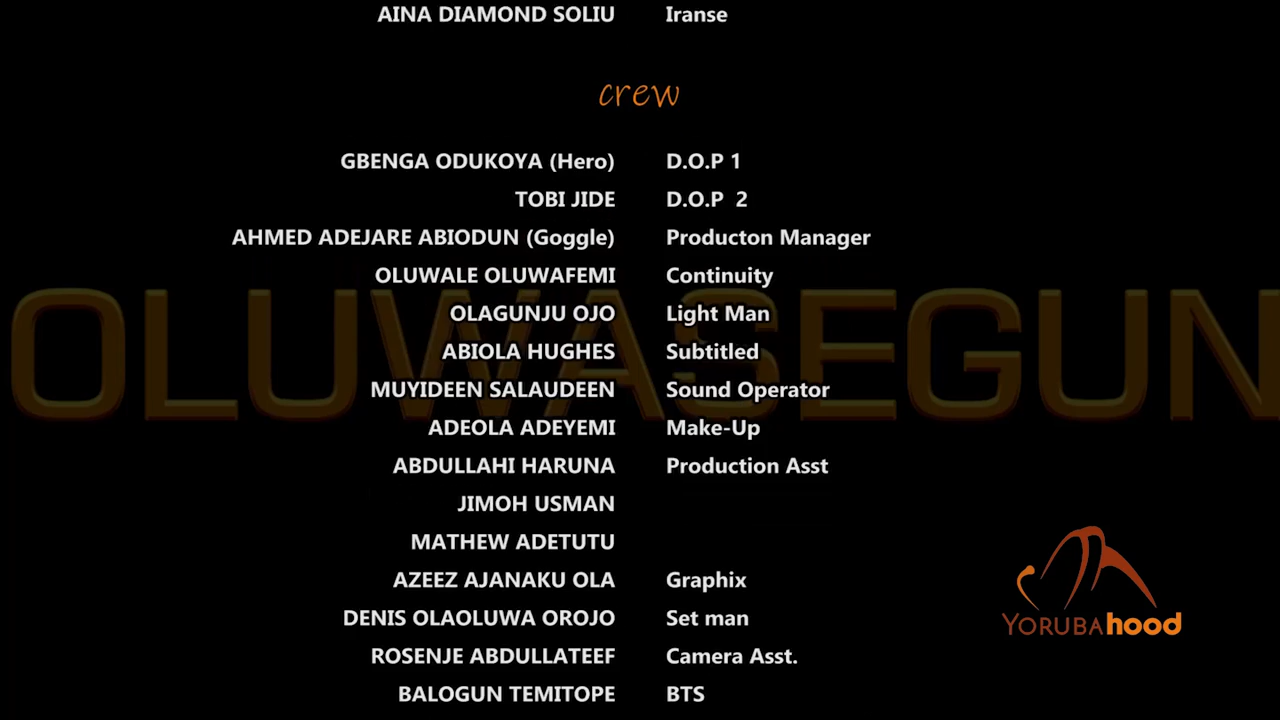 AINA DIAMOND SOLIU Iranse
crew
GBENGA ODUKOYA (Hero) D.O.P 1
TOBI JIDE D.O.P 2
AHMED ADEJARE ABIODUN (Goggle) Producton Manager
OLUWALE OLUWAFEMI Continuity
OLAGUNJU OJO Light Man
OLUWASEGUN
ABIOLA HUGHES Subtitled
MUYIDEEN SALAUDEEN Sound Operator
ADEOLA ADEYEMI Make-Up
ABDULLAHI HARUNA Production Asst
JIMOH USMAN
MATHEW ADETUTU
AZEEZ AJANAKU OLA Graphix
DENIS OLAOLUWA OROJO Set man
YORUBAhood
ROSENJE ABDULLATEEF Camera Asst.
BALOGUN TEMITOPE BTS